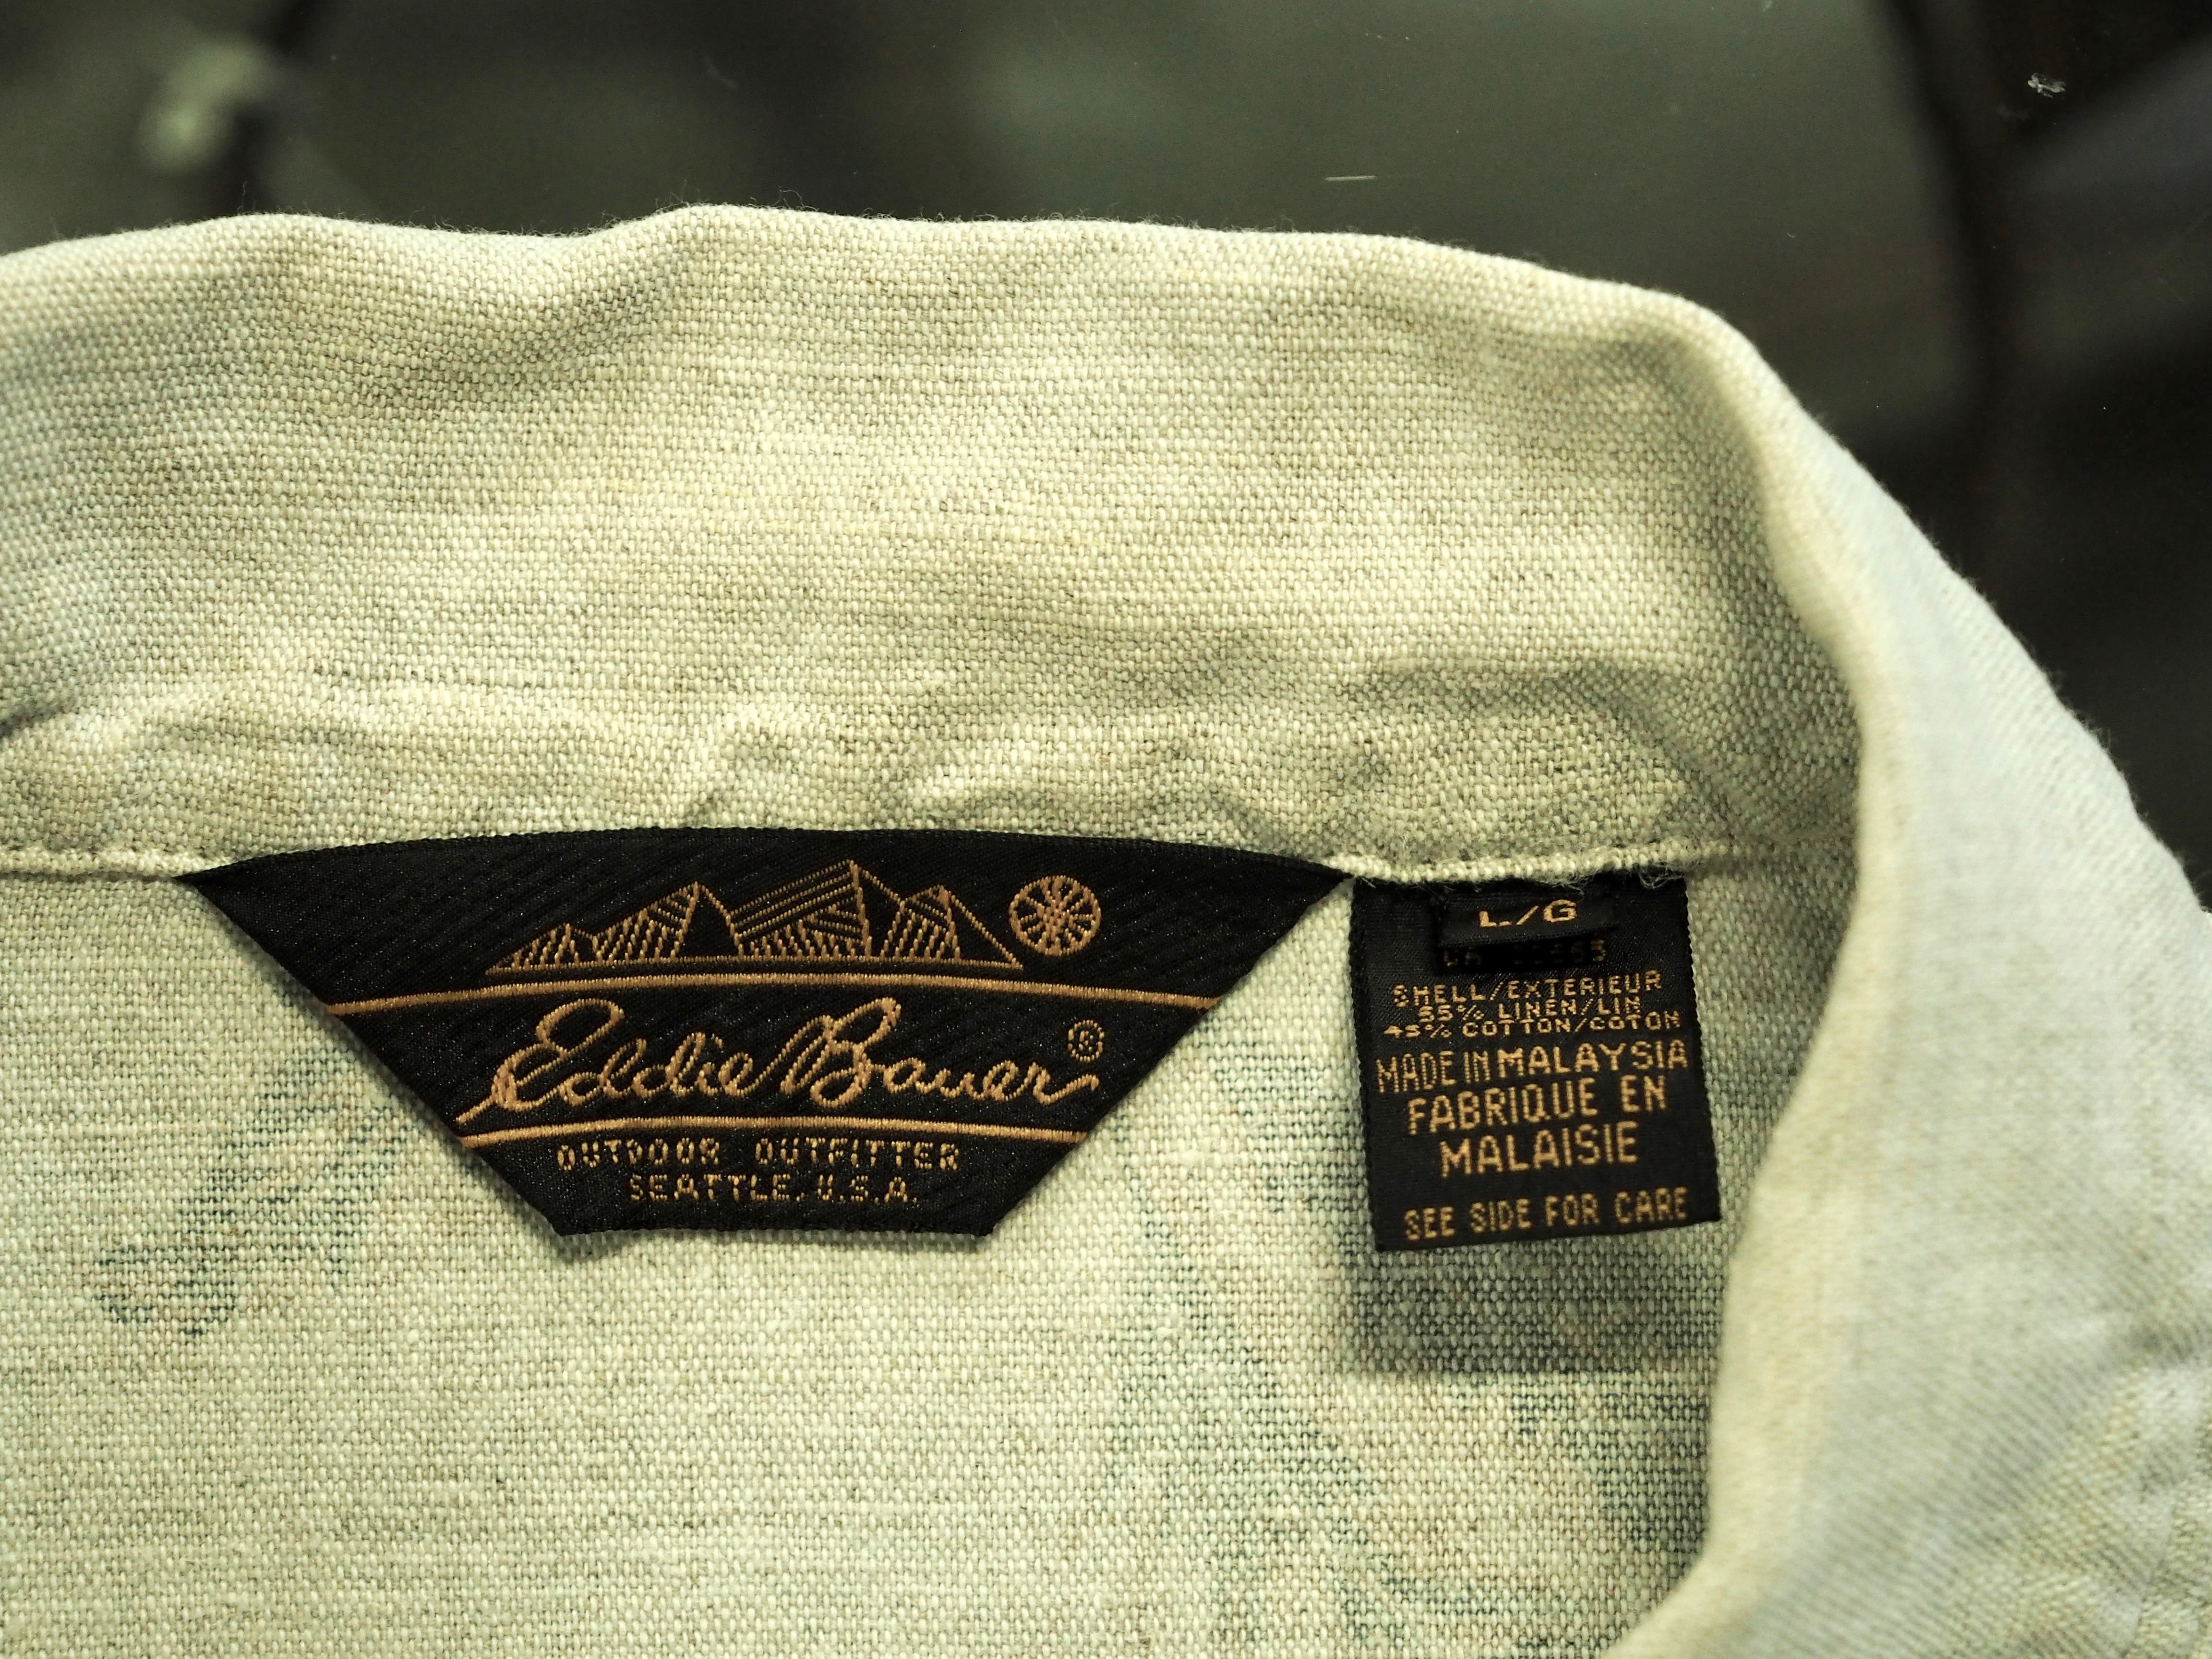 Eddie Bauer®
OUTDOOR OUTFITTER
SEATTLE, U.S.A.
L/G
SHELL/EXTERIEUR
55% LINEN/LIN
45% COTTON/COTON
MADE IN MALAYSIA
FABRIQUE EN
MALAISIE
SEE SIDE FOR CARE